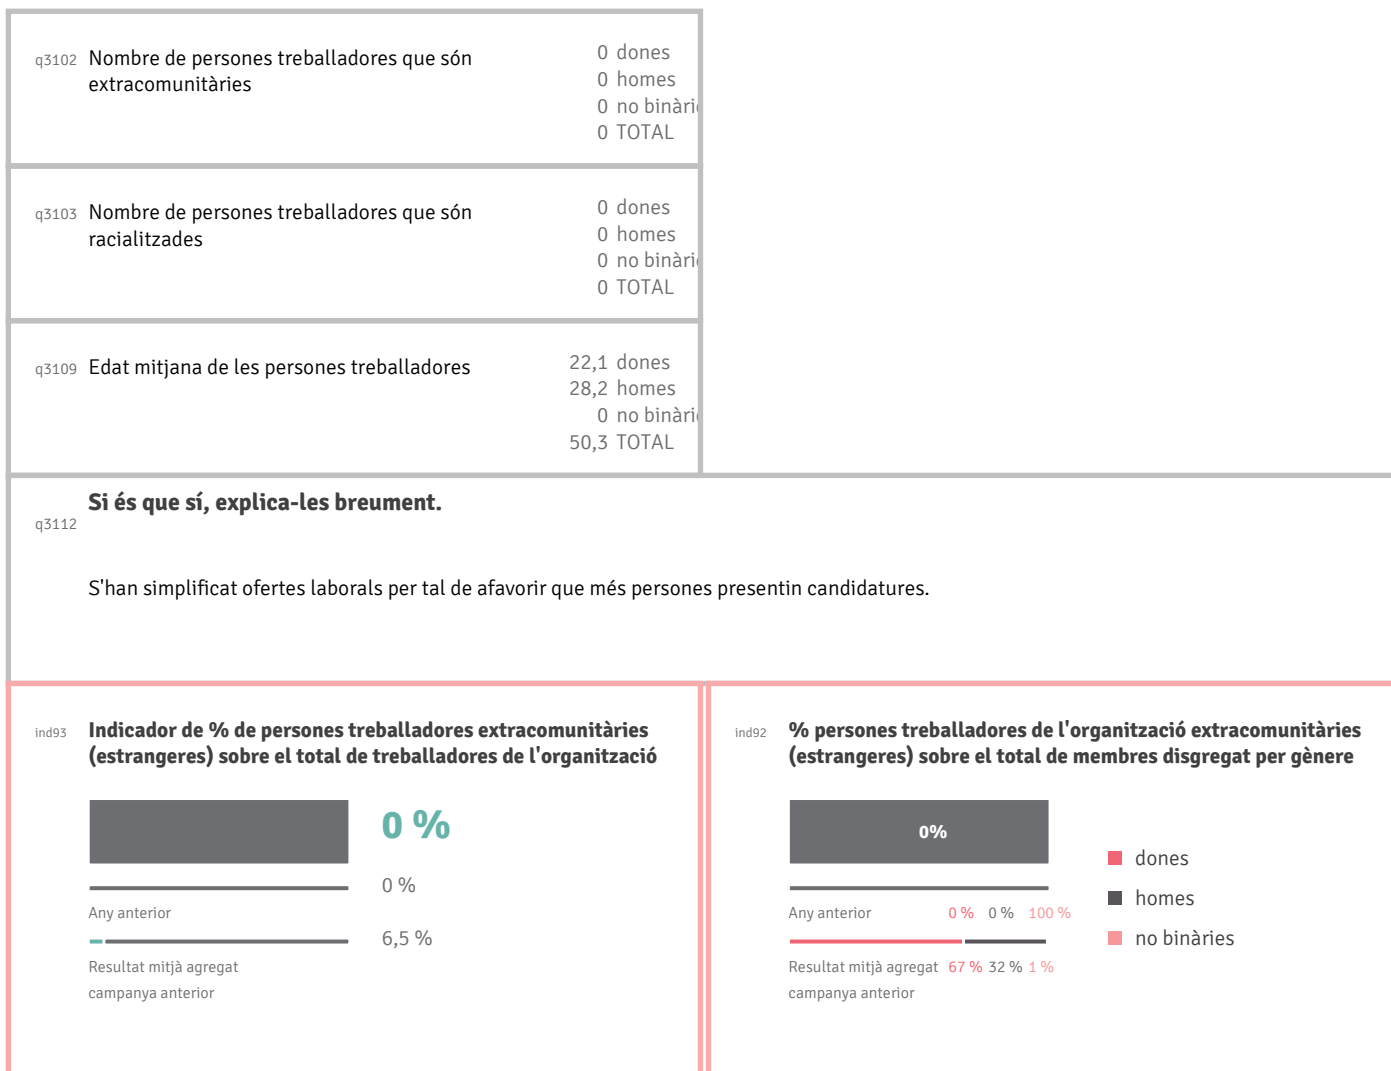 q3102 Nombre de persones treballadores que són
extracomunitàries
0 dones
0 homes
0 no binàri
0 TOTAL
q3103 Nombre de persones treballadores que són
racialitzades
0 dones
0 homes
0 no binàri
0 TOTAL
q3109 Edat mitjana de les persones treballadores
22,1 dones
28,2 homes
0 no binàri
50,3 TOTAL
Si és que sí, explica-les breument.
q3112
S'han simplificat ofertes laborals per tal de afavorir que més persones presentin candidatures.
ind93 Indicador de % de persones treballadores extracomunitàries
(estrangeres) sobre el total de treballadores de l'organització
0 %
0 %
Any anterior
6,5 %
Resultat mitjà agregat
campanya anterior
ind92 % persones treballadores de l'organització extracomunitàries
(estrangeres) sobre el total de membres disgregat per gènere
0%
Any anterior 0 % 0 % 100 %
Resultat mitjà agregat 67 % 32 % 1 %
campanya anterior
dones
homes
no binàries